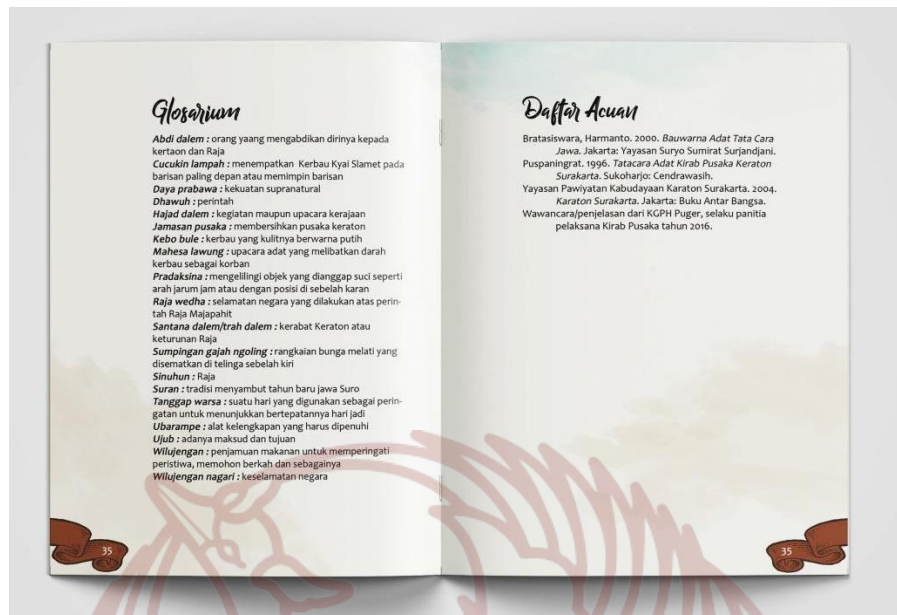 Glosarium
Abdi dalem : orang yaang mengabdikan dirinya kepada
kertaon dan Raja
Cucukin lampah : menempatkan Kerbau Kyai Slamet pada
barisan paling depan atau memimpin barisan
Daya prabawa : kekuatan supranatural
Dhawuh : perintah
Hajad dalem : kegiatan maupun upacara kerajaan
Jamasan pusaka : membersihkan pusaka keraton
Kebo bule : kerbau yang kulitnya berwarna putih
Mahesa lawung : upacara adat yang melibatkan darah
kerbau sebagai korban
Pradaksina : mengelilingi objek yang dianggap suci seperti
arah jarum jam atau dengan posisi di sebelah karan
Raja wedha : selamatan negara yang dilakukan atas perin-
tah Raja Majapahit
Santana dalem/trah dalem : kerabat Keraton atau
keturunan Raja
Sumpingan gajah ngoling : rangkaian bunga melati yang
disematkan di telinga sebelah kiri
Sinuhun : Raja
Suran : tradisi menyambut tahun baru jawa Suro
Tanggap warsa : suatu hari yang digunakan sebagai perin-
gatan untuk menunjukkan bertepatannya hari jadi
Ubarampe : alat kelengkapan yang harus dipenuhi
Ujub : adanya maksud dan tujuan
Wilujengan : penjamuan makanan untuk memperingati
peristiwa, memohon berkah dan sebagainya
Wilujengan nagari : keselamatan negara
35
Daftar Acuan
Bratasiswara, Harmanto. 2000. Bauwarna Adat Tata Cara
Jawa. Jakarta: Yayasan Suryo Sumirat Surjandjani.
Puspaningrat. 1996. Tatacara Adat Kirab Pusaka Keraton
Surakarta. Sukoharjo: Cendrawasih.
Yayasan Pawiyatan Kabudayaan Karaton Surakarta. 2004.
Karaton Surakarta. Jakarta: Buku Antar Bangsa.
Wawancara/penjelasan dari KGPH Puger, selaku panitia
pelaksana Kirab Pusaka tahun 2016.
35